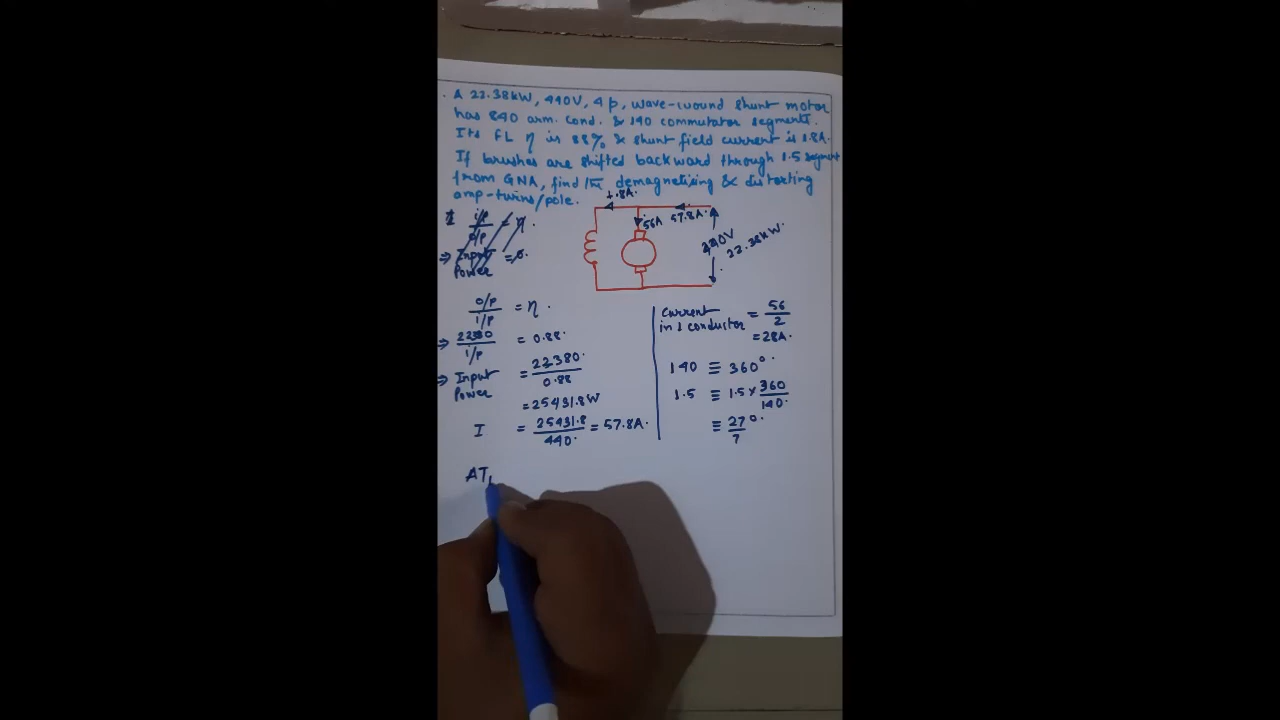 . A 22.38kW, 440V, 4p, wave-wound shunt motor
has 840 arm. cond. & 140 commutator segments.
Its FL η is 88% & shunt field current is 1.8A.
If brushes are shifted backward through 1.5 segment
from GNA, find demagnetising & distorting
amp-turns/pole.
1.8A.
56A
57.8A.
440V
22.38kW.
i/p / o/p = η.
⇒ Input Power =
o/p / i/p = η.
⇒ 22380 / i/p = 0.88.
⇒ Input Power = 22380. / 0.88
= 25431.8W
I = 25431.8 / 440. = 57.8A.
AT
Current in 1 conductor = 56 / 2
= 28A.
140 ≡ 360°.
1.5 ≡ 1.5 × 360 / 140.
≡ 27° / 7